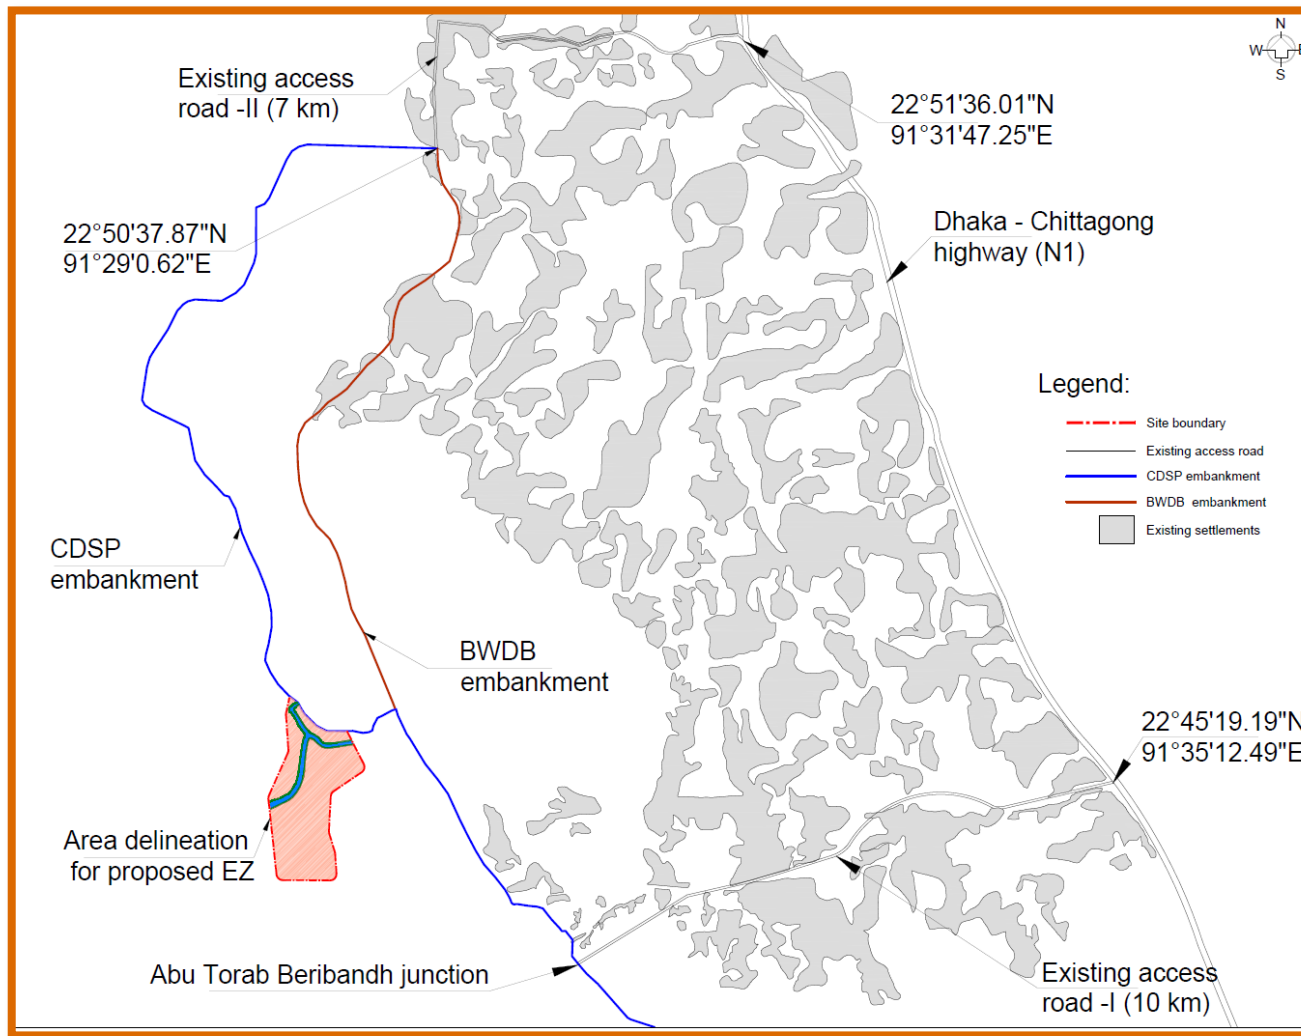 N
W
E
S
Existing access
road -II (7 km)
22°51'36.01"N
91°31'47.25"E
22°50'37.87"N
91°29'0.62"E
Dhaka - Chittagong
highway (N1)
Legend:
Site boundary
Existing access road
CDSP embankment
BWDB embankment
Existing settlements
CDSP
embankment
BWDB
embankment
22°45'19.19"N
91°35'12.49"E
Area delineation
for proposed EZ
Abu Torab Beribandh junction
Existing access
road -I (10 km)